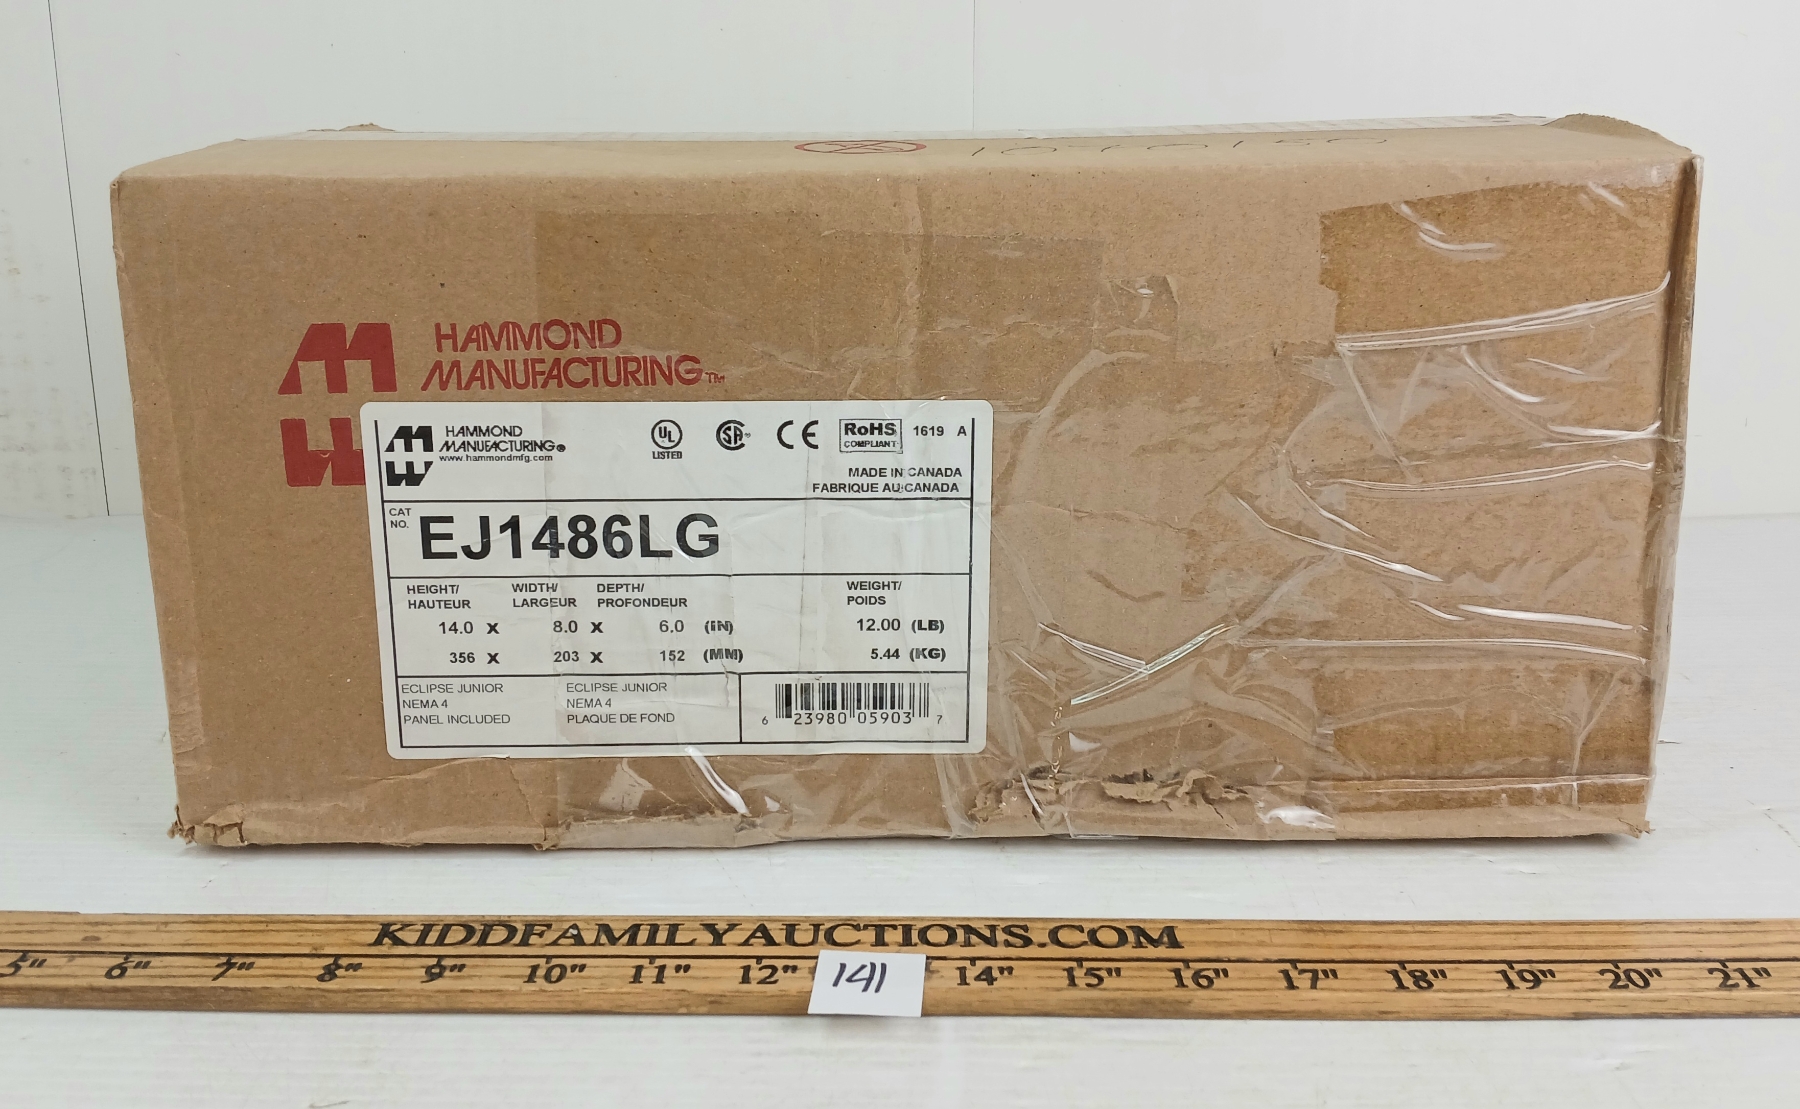 HAMMOND
MANUFACTURING™
HAMMOND
MANUFACTURING®
www.hammondmfg.com
UL
LISTED
SA
CE
RoHS
COMPLIANT
1619 A
MADE IN CANADA
FABRIQUE AU CANADA
CAT
NO.
EJ1486LG
HEIGHT/ WIDTH/ DEPTH/ WEIGHT/
HAUTEUR LARGEUR PROFONDEUR POIDS
14.0 X 8.0 X 6.0 (IN) 12.00 (LB)
356 X 203 X 152 (MM) 5.44 (KG)
ECLIPSE JUNIOR ECLIPSE JUNIOR
NEMA 4 NEMA 4
PANEL INCLUDED PLAQUE DE FOND
6 23980 05903 7
KIDDFAMILYAUCTIONS.COM
5" 6" 7" 8" 9" 10" 11" 12" 14" 15" 16" 17" 18" 19" 20" 21"
141